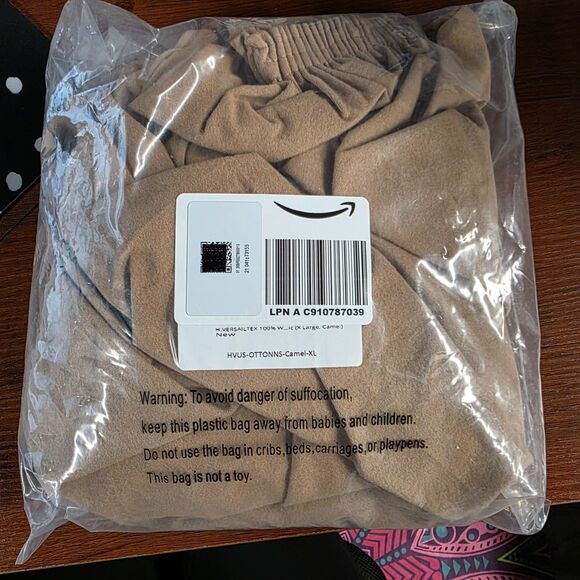 LPN A C910787039
H.VERSAILTEX 100% W...ic (X Large, Camel)
New
HVUS-OTTONNS-Camel-XL
Warning: To avoid danger of suffocation,
keep this plastic bag away from babies and children.
Do not use the bag in cribs,beds,carriages,or playpens.
This bag is not a toy.